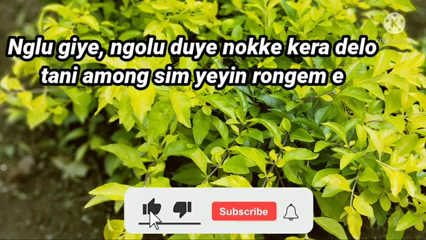 Nglu giye, ngolu duye nokke kera delo
tani among sim yeyin rongem e
Subscribe